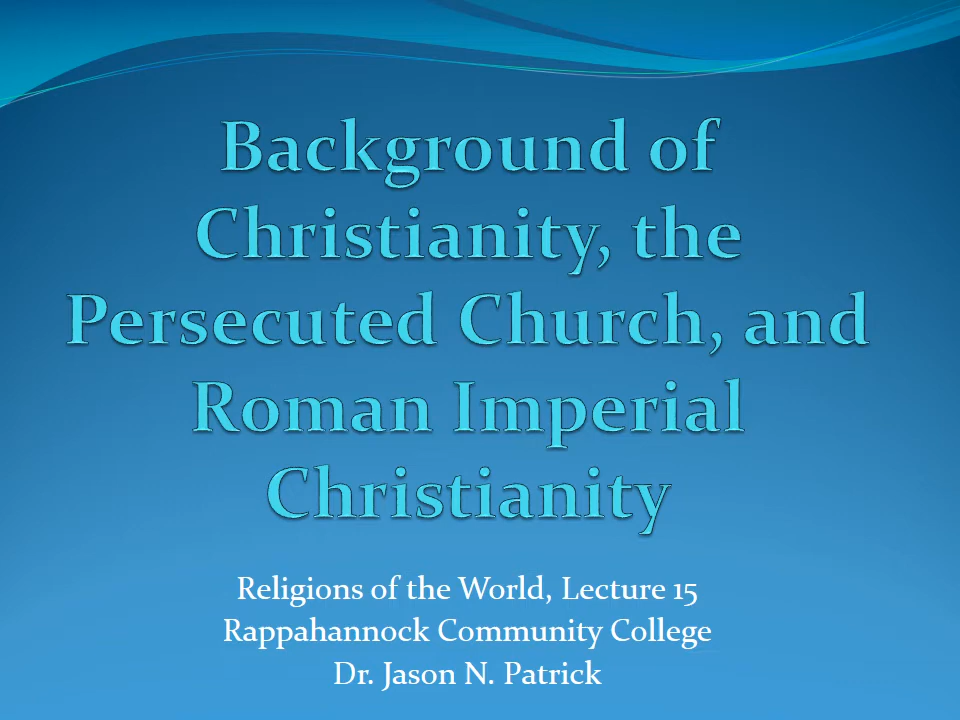 Background of
Christianity, the
Persecuted Church, and
Roman Imperial
Christianity
Religions of the World, Lecture 15
Rappahannock Community College
Dr. Jason N. Patrick